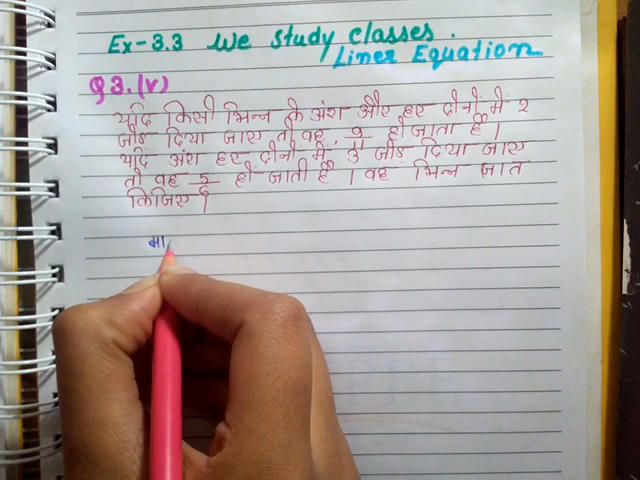 Ex-3.3 We study classes.
Liner Equation
Q3.(v)
यदि किसी भिन्न के अंश और हर दोनो में २
जोड़ दिया जाए तो वह, 9/11 हो जाता है।
यदि अंश हर दोनो में 3 जोड़ दिया जाए
तो वह 5/6 हो जाती है। वह भिन्न ज्ञात
किजिए।
मा